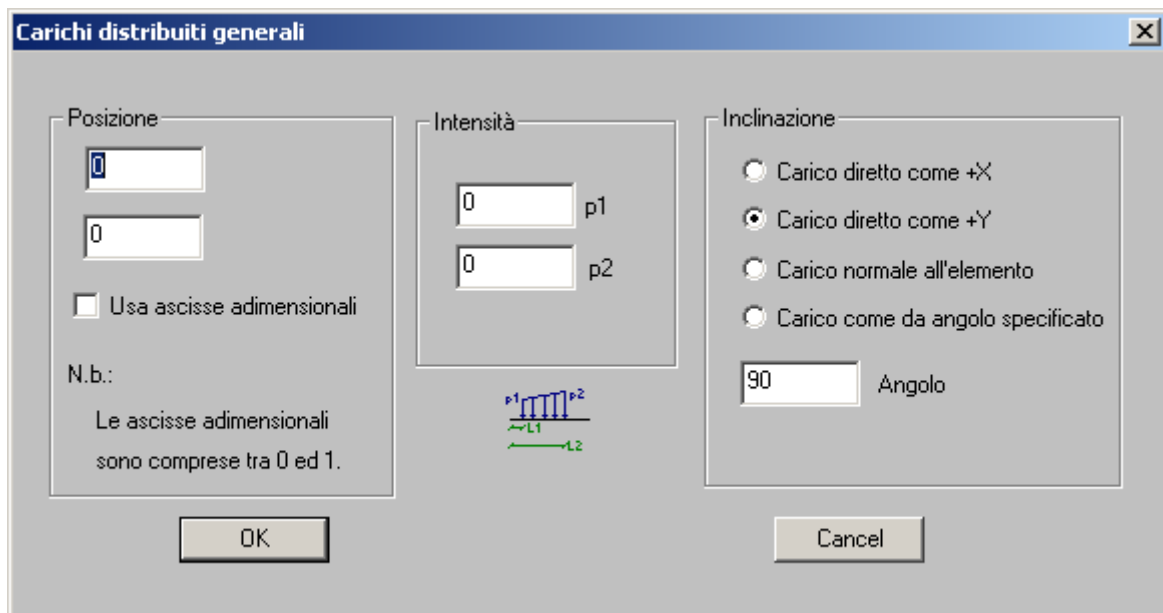 Carichi distribuiti generali
Posizione
0
0
Usa ascisse adimensionali
N.b.:
Le ascisse adimensionali
sono comprese tra 0 ed 1.
Intensità
0 p1
0 p2
p1 p2
L1
L2
Inclinazione
Carico diretto come +X
Carico diretto come +Y
Carico normale all'elemento
Carico come da angolo specificato
90 Angolo
OK
Cancel